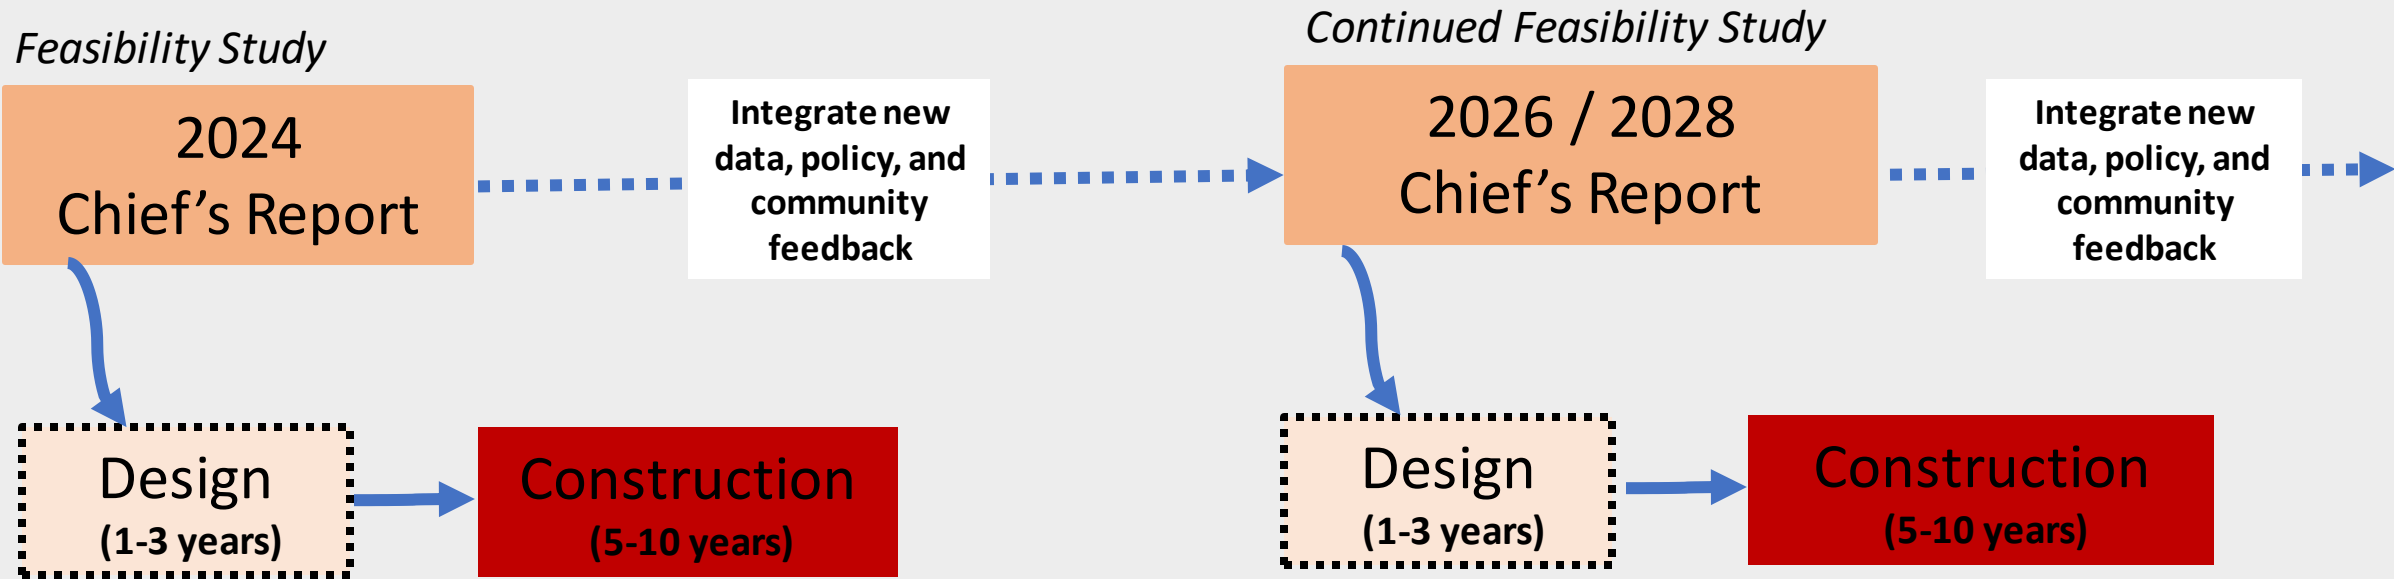 Feasibility Study
2024
Chief’s Report
Integrate new
data, policy, and
community
feedback
Continued Feasibility Study
2026 / 2028
Chief’s Report
Integrate new
data, policy, and
community
feedback
Design
(1-3 years)
Construction
(5-10 years)
Design
(1-3 years)
Construction
(5-10 years)